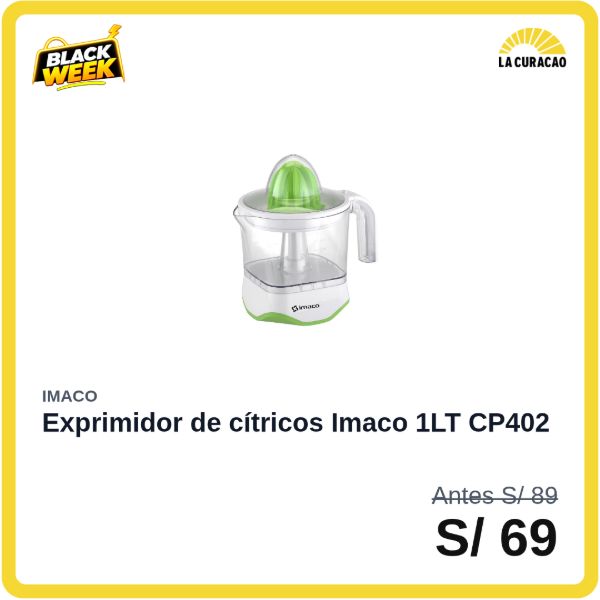 BLACK
WEEK
LA CURACAO
imaco
IMACO
Exprimidor de cítricos Imaco 1LT CP402
Antes S/ 89
S/ 69